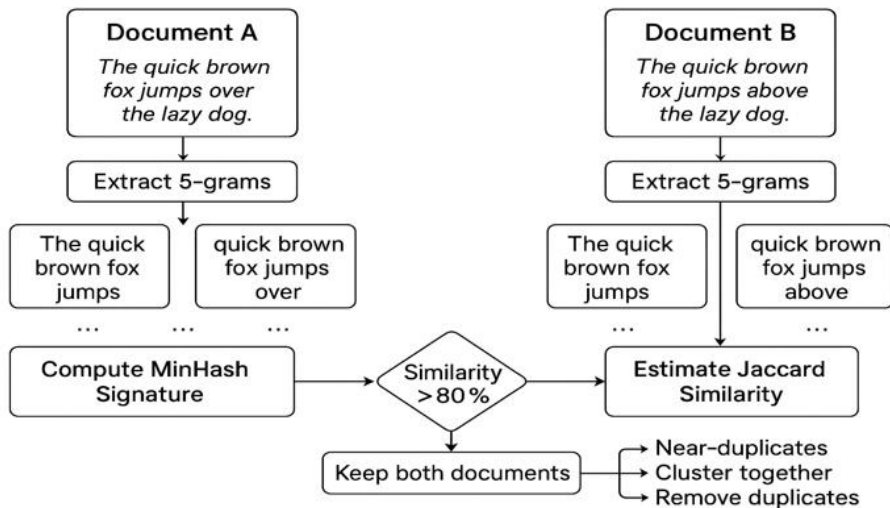 Document A
The quick brown
fox jumps over
the lazy dog.
Extract 5-grams
The quick
brown fox
jumps
quick brown
fox jumps
over
... ... ...
Compute MinHash
Signature
Document B
The quick brown
fox jumps above
the lazy dog.
Extract 5-grams
The quick
brown fox
jumps
quick brown
fox jumps
above
... ...
Similarity
>80%
Estimate Jaccard
Similarity
Keep both documents
Near-duplicates
Cluster together
Remove duplicates